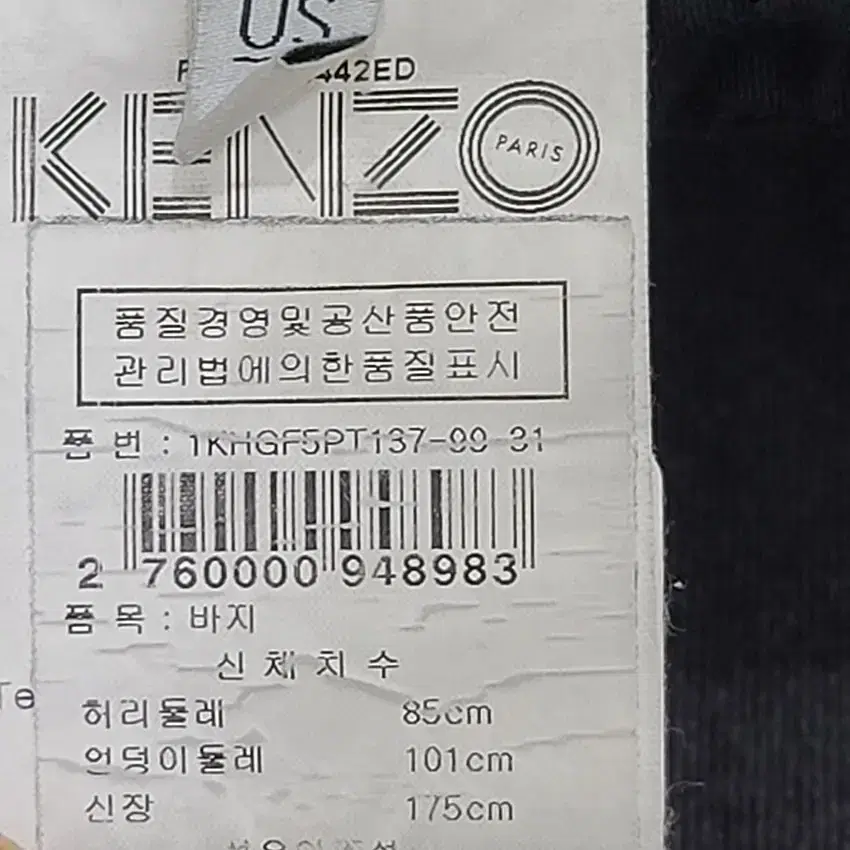 US
442ED
KENZO
PARIS
품질경영및공산품안전
관리법에의한품질표시
품 번 : 1KHGF5PT137-99-31
2 760000 948983
품 목 : 바지
신 체 치 수
허리둘레 85cm
엉덩이둘레 101cm
신장 175cm